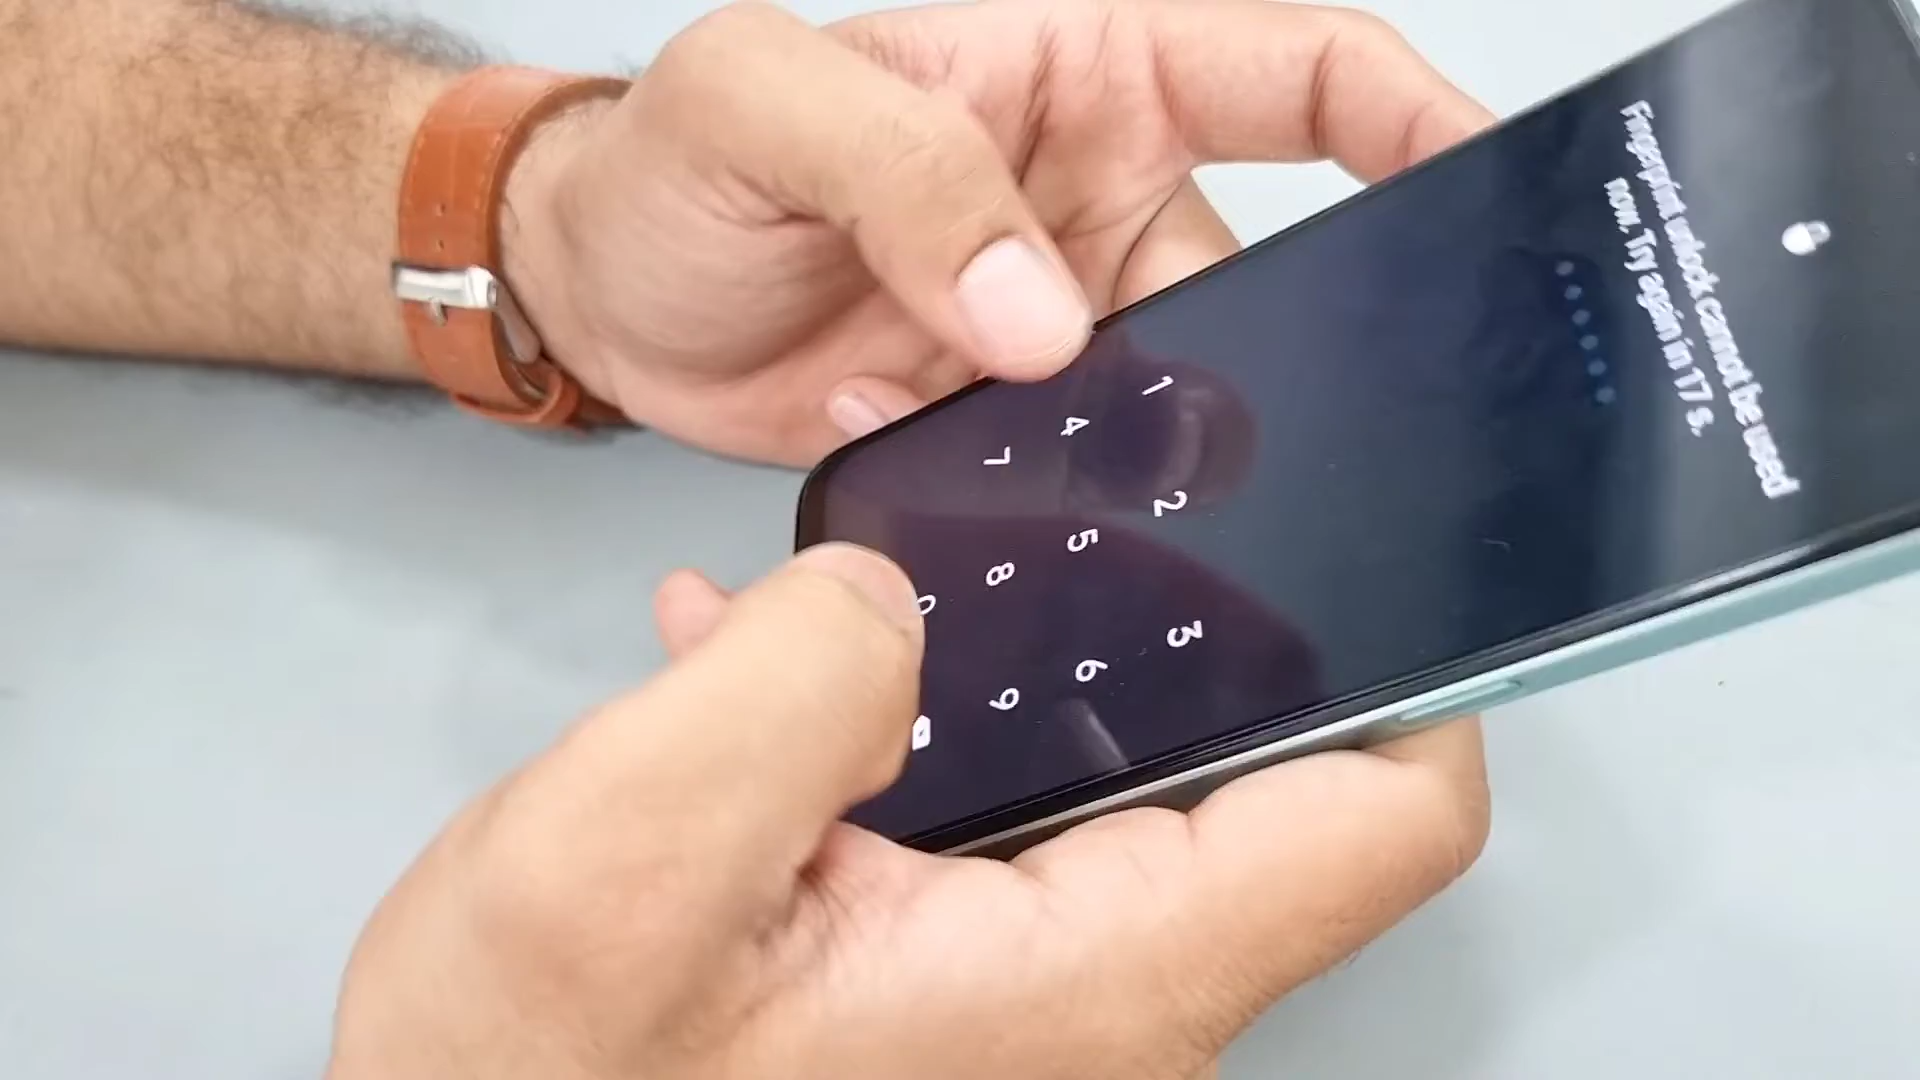 Fingerprint unlock cannot be used
now. Try again in 17 s.
1 2 3
4 5 6
7 8 9
0